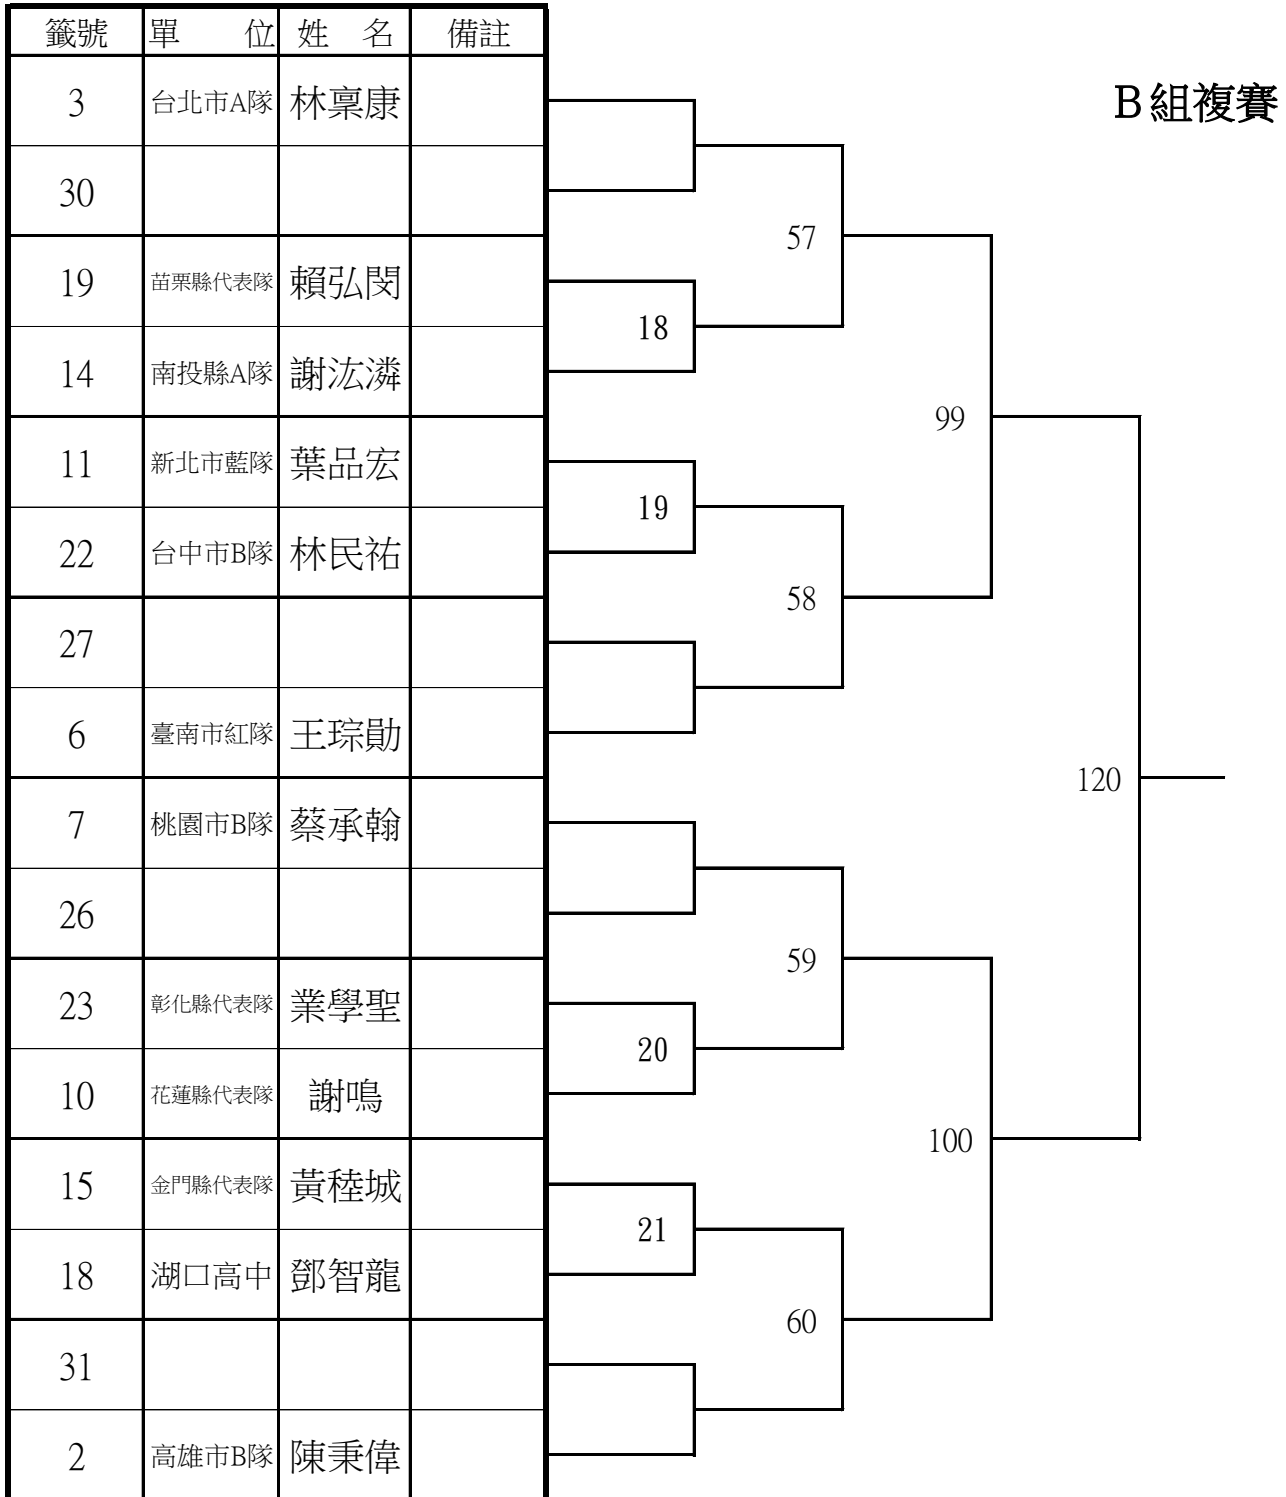 籤號 單 位 姓 名 備註
B組複賽
3 台北市A隊 林稟康
30
57
19 苗栗縣代表隊 賴弘閔
18
14 南投縣A隊 謝汯潾
99
11 新北市藍隊 葉品宏
19
22 台中市B隊 林民祐
58
27
6 臺南市紅隊 王琮勛
120
7 桃園市B隊 蔡承翰
26
59
23 彰化縣代表隊 業學聖
20
10 花蓮縣代表隊 謝鳴
100
15 金門縣代表隊 黃稑城
21
18 湖口高中 鄧智龍
60
31
2 高雄市B隊 陳秉偉